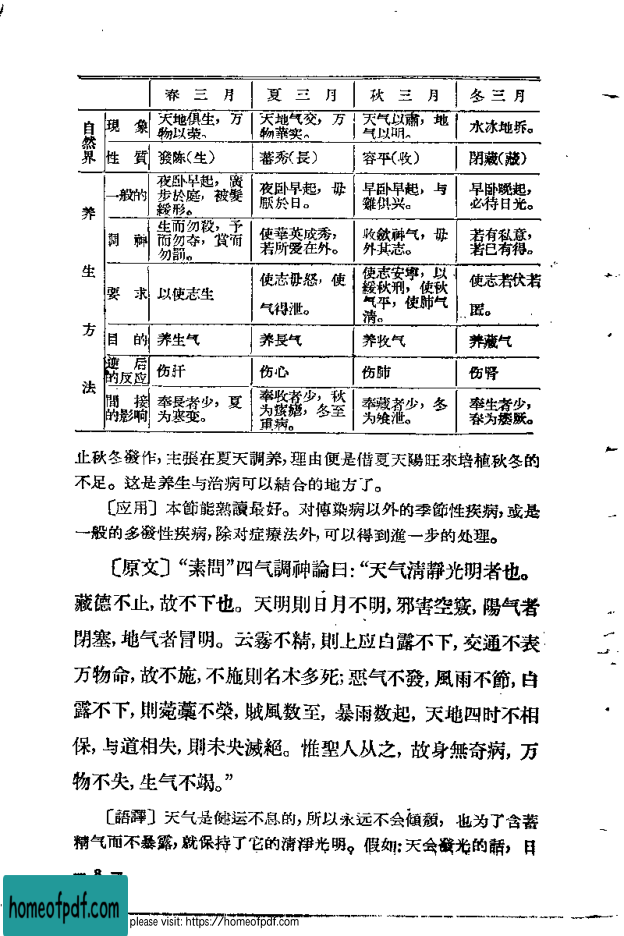 春三月 夏三月 秋三月 冬三月
自然界 現象 天地俱生，万物以荣。 天地气交，万物華实。 天气以肅，地气以明。 水冰地坼。
性質 發陈(生) 蕃秀(長) 容平(收) 閉藏(藏)
养生方法 一般的 夜卧早起，廣步於庭，被髮緩形。 夜卧早起，毋厭於日。 早卧早起，与雞俱兴。 早卧晚起，必待日光。
調神 生而勿殺，予而勿夺，賞而勿罰。 使華英成秀，若所愛在外。 收歛神气，毋外其志。 若有私意，若已有得。
要求 以使志生 使志毋怒，使气得泄。 使志安寧，以緩秋刑，使秋气平，使肺气清。 使志若伏若匿。
目的 养生气 养長气 养收气 养藏气
逆后的反应 伤肝 伤心 伤肺 伤肾
間接的影响 奉長者少，夏为寒变。 奉收者少，秋为痎瘧，冬至重病。 奉藏者少，冬为飧泄。 奉生者少，春为痿厥。
止秋冬發作，主張在夏天調养，理由便是借夏天陽旺來培植秋冬的
不足。这是养生与治病可以結合的地方了。
〔应用〕本節能熟讀最好。对傳染病以外的季節性疾病，或是
一般的多發性疾病，除对症療法外，可以得到進一步的处理。
〔原文〕“素問”四气調神論曰：“天气清靜光明者也。
藏德不止，故不下也。天明則日月不明，邪害空竅，陽气者
閉塞，地气者冒明。云霧不精，則上应白露不下，交通不表
万物命，故不施，不施則名木多死；惡气不發，風雨不節，白
露不下，則菀藁不榮，賊風数至，暴雨数起，天地四时不相
保，与道相失，則未央滅絕。惟聖人从之，故身無奇病，万
物不失，生气不竭。”
〔語譯〕天气是健运不息的，所以永远不会傾頹，也为了含蓄
精气而不暴露，就保持了它的清淨光明。假如：天会發光的話，日
— 8 —
homeofpdf.com
please visit: https://homeofpdf.com